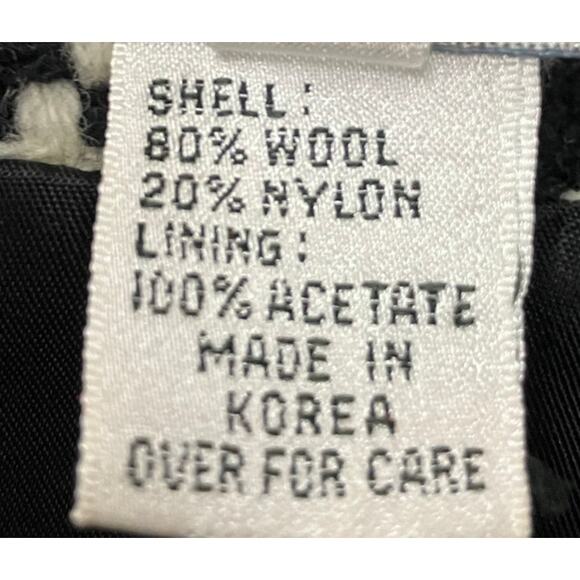 SHELL:
80% WOOL
20% NYLON
LINING:
100% ACETATE
MADE IN
KOREA
OVER FOR CARE